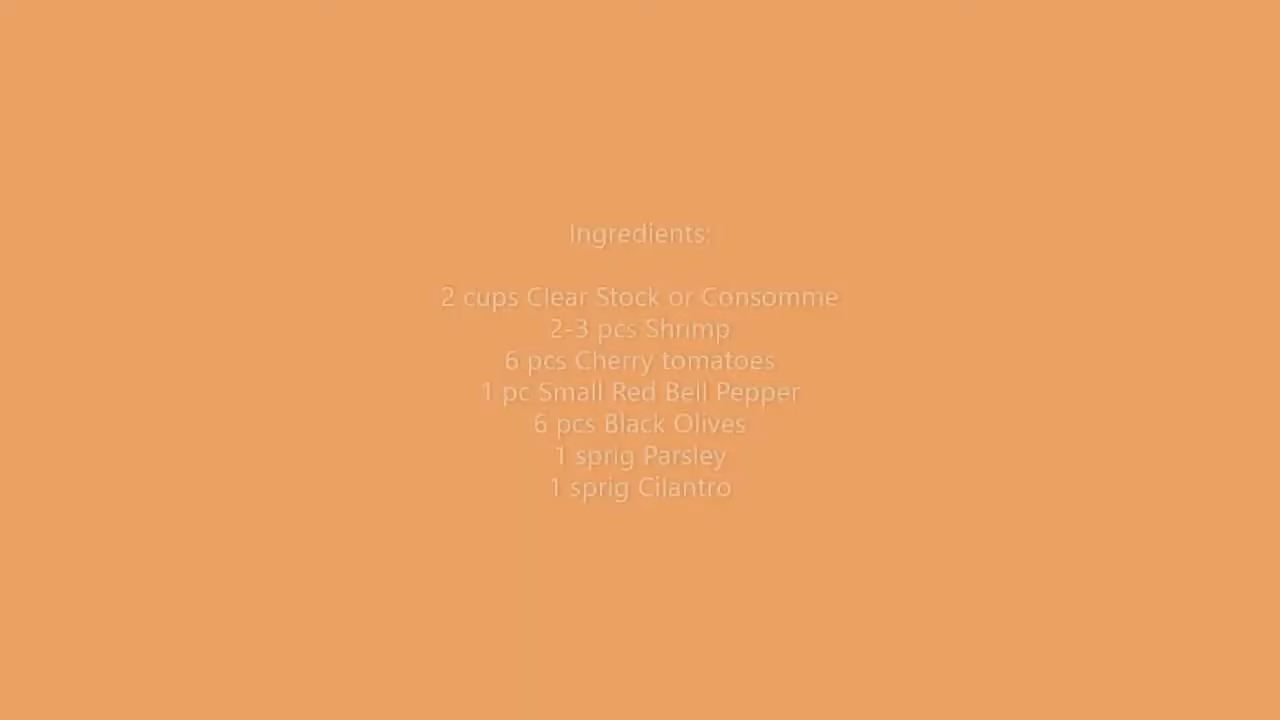 Ingredients:
2 cups Clear Stock or Consomme
2-3 pcs Shrimp
6 pcs Cherry tomatoes
1 pc Small Red Bell Pepper
6 pcs Black Olives
1 sprig Parsley
1 sprig Cilantro